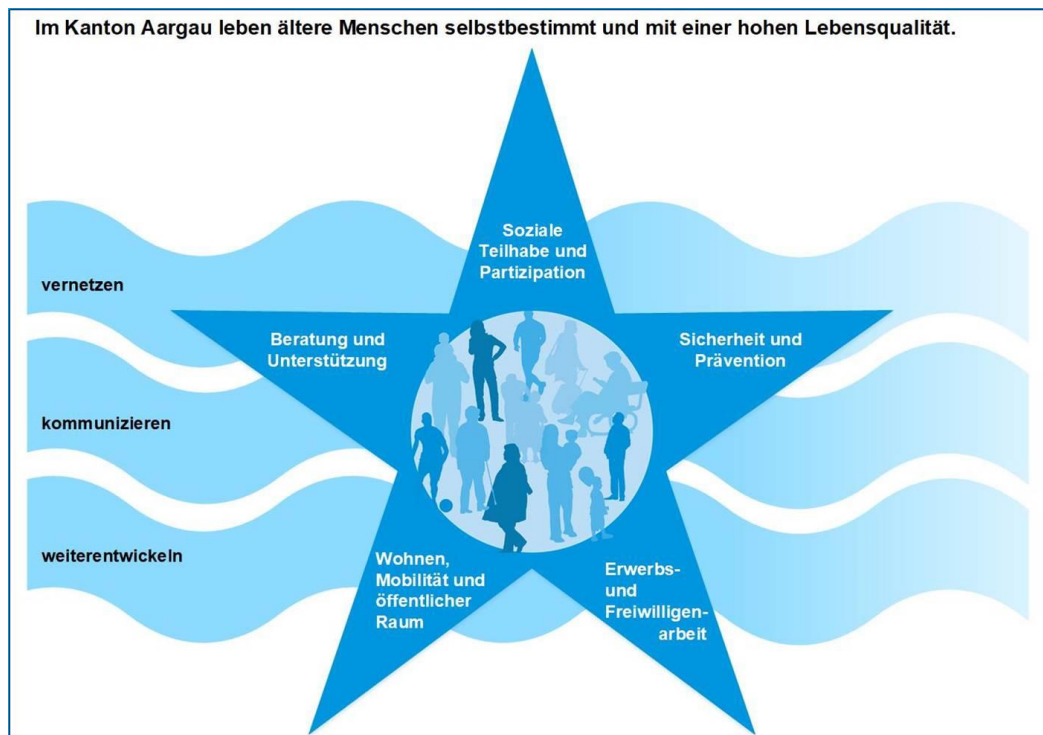 Im Kanton Aargau leben ältere Menschen selbstbestimmt und mit einer hohen Lebensqualität.
Soziale
Teilhabe und
Partizipation
vernetzen
Beratung und
Unterstützung
Sicherheit und
Prävention
kommunizieren
weiterentwickeln
Wohnen,
Mobilität und
öffentlicher
Raum
Erwerbs-
und
Freiwilligen-
arbeit